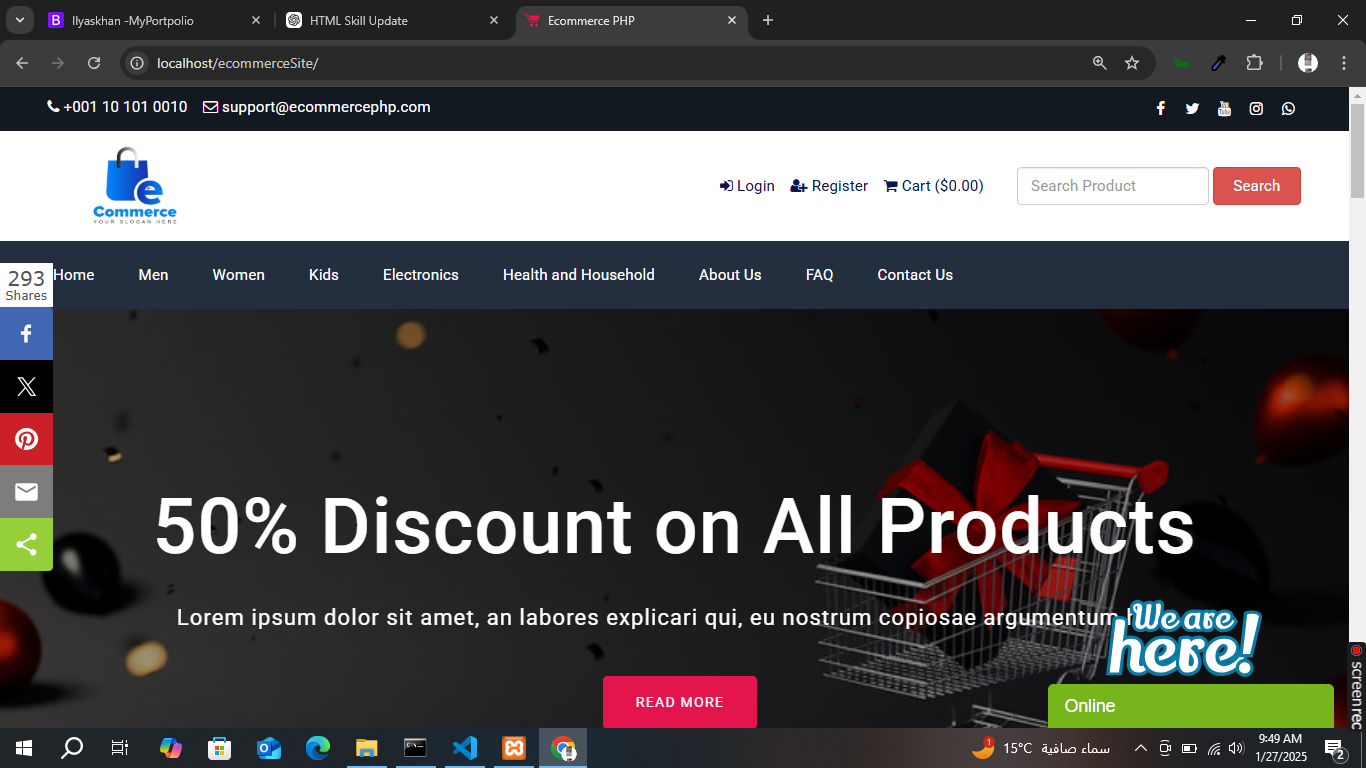 Ilyaskhan -MyPortpolio
HTML Skill Update
Ecommerce PHP
localhost/ecommerceSite/
+001 10 101 0010 support@ecommercephp.com
You Tube
e
Commerce
YOUR SLOGAN HERE
Login Register Cart ($0.00) Search Product Search
293
Shares
Home Men Women Kids Electronics Health and Household About Us FAQ Contact Us
50% Discount on All Products
Lorem ipsum dolor sit amet, an labores explicari qui, eu nostrum copiosae argumentum h
We are
here!
READ MORE
Online
screenrec
1
15°C سماء صافية
9:49 AM
1/27/2025
2